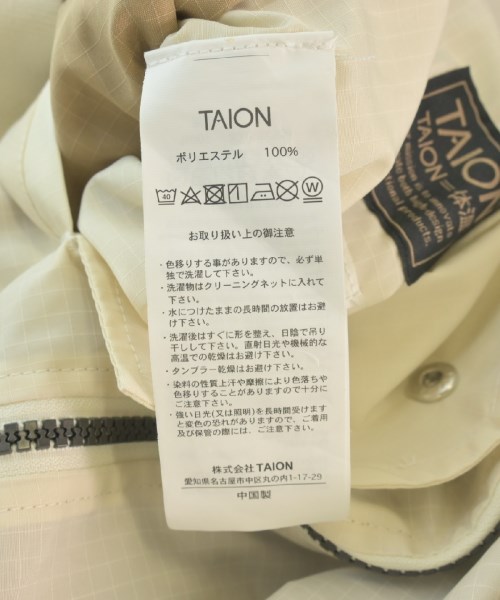 TAION
ポリエステル 100%
40
W
お取り扱い上の御注意
・色移りする事がありますので、必ず単
独で洗濯して下さい。
・洗濯物はクリーニングネットに入れて
下さい。
・水につけたままの長時間の放置はお避
け下さい。
・洗濯後はすぐに形を整え、日陰で吊り
干しして下さい。直射日光や機械的な
高温での乾燥はお避け下さい。
・タンブラー乾燥はお避け下さい。
・染料の性質上汗や摩擦により色落ちや
色移りすることがありますので十分に
ご注意下さい。
・強い日光(又は照明)を長時間受けます
と変色の恐れがありますので、ご着用
及び保管の際には、ご注意下さい。
株式会社TAION
愛知県名古屋市中区丸の内1-17-29
中国製
TAION
TAION=体温